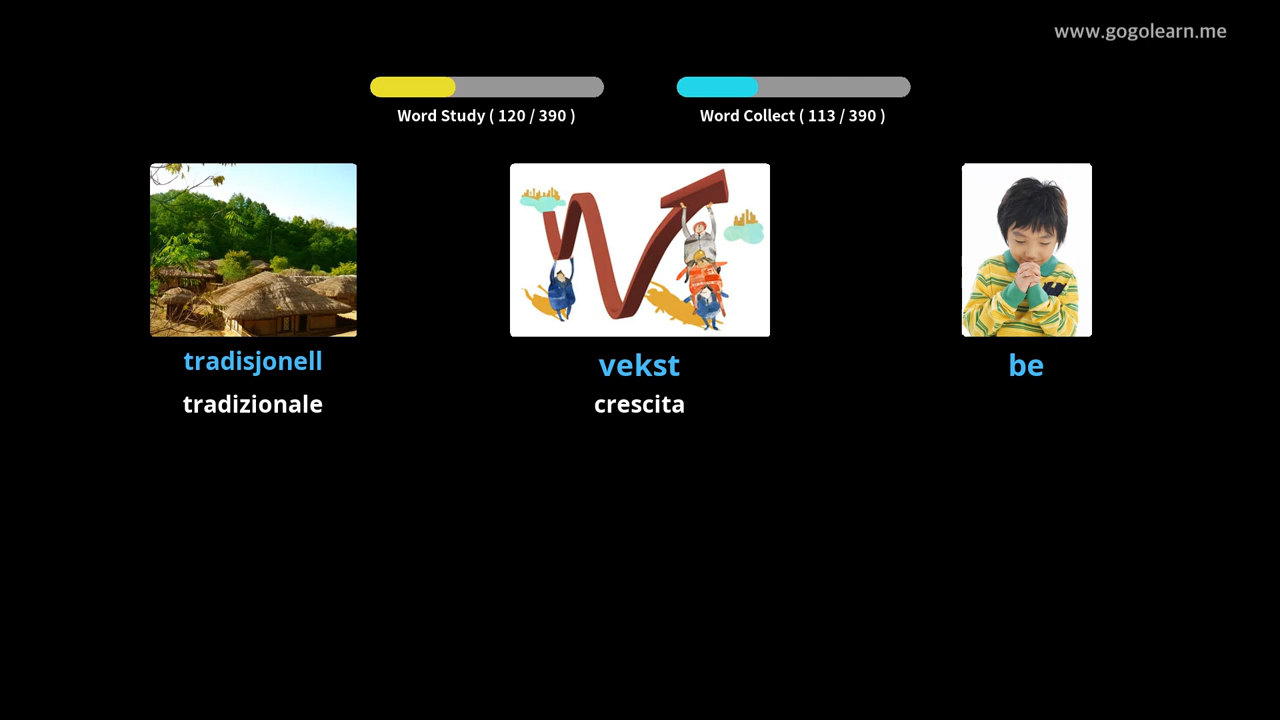 www.gogolearn.me
Word Study ( 120 / 390 )
Word Collect ( 113 / 390 )
tradisjonell
tradizionale
vekst
crescita
be